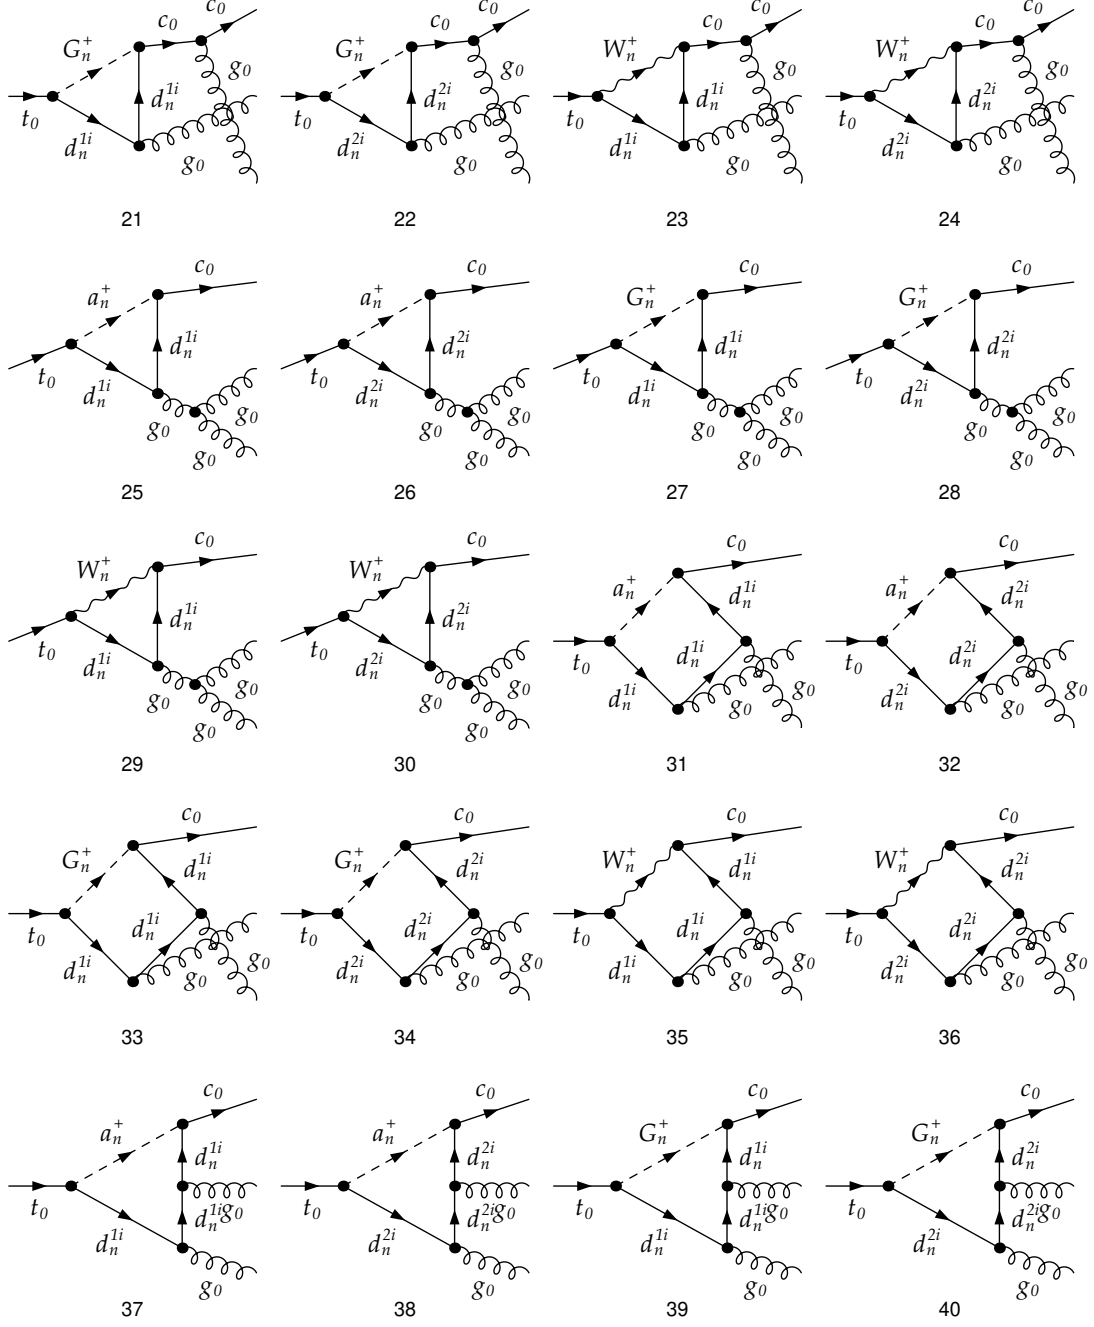 c_0 c_0 c_0 c_0 c_0 c_0 c_0 c_0
G_n^+ G_n^+ W_n^+ W_n^+
g_0 g_0 g_0 g_0
d_n^{1i} d_n^{2i} d_n^{1i} d_n^{2i}
t_0 t_0 t_0 t_0
d_n^{1i} d_n^{2i} d_n^{1i} d_n^{2i}
g_0 g_0 g_0 g_0
21 22 23 24
c_0 c_0 c_0 c_0
a_n^+ a_n^+ G_n^+ G_n^+
d_n^{1i} d_n^{2i} d_n^{1i} d_n^{2i}
t_0 t_0 t_0 t_0
d_n^{1i} d_n^{2i} d_n^{1i} d_n^{2i}
g_0 g_0 g_0 g_0 g_0 g_0 g_0 g_0
g_0 g_0 g_0 g_0
25 26 27 28
c_0 c_0 c_0 c_0
W_n^+ W_n^+ a_n^+ a_n^+
d_n^{1i} d_n^{2i} d_n^{1i} d_n^{2i}
t_0 t_0 d_n^{1i} t_0 d_n^{2i} t_0
d_n^{1i} d_n^{2i} d_n^{1i} d_n^{2i}
g_0 g_0 g_0 g_0 g_0 g_0 g_0 g_0
g_0 g_0
29 30 31 32
c_0 c_0 c_0 c_0
G_n^+ G_n^+ W_n^+ W_n^+
d_n^{1i} d_n^{2i} d_n^{1i} d_n^{2i}
t_0 d_n^{1i} t_0 d_n^{2i} t_0 d_n^{1i} t_0 d_n^{2i}
d_n^{1i} g_0 g_0 d_n^{2i} g_0 g_0 d_n^{1i} g_0 g_0 d_n^{2i} g_0 g_0
33 34 35 36
c_0 c_0 c_0 c_0
a_n^+ a_n^+ G_n^+ G_n^+
d_n^{1i} d_n^{2i} d_n^{1i} d_n^{2i}
t_0 d_n^{1i} g_0 t_0 d_n^{2i} g_0 t_0 d_n^{1i} g_0 t_0 d_n^{2i} g_0
d_n^{1i} d_n^{2i} d_n^{1i} d_n^{2i}
g_0 g_0 g_0 g_0
37 38 39 40